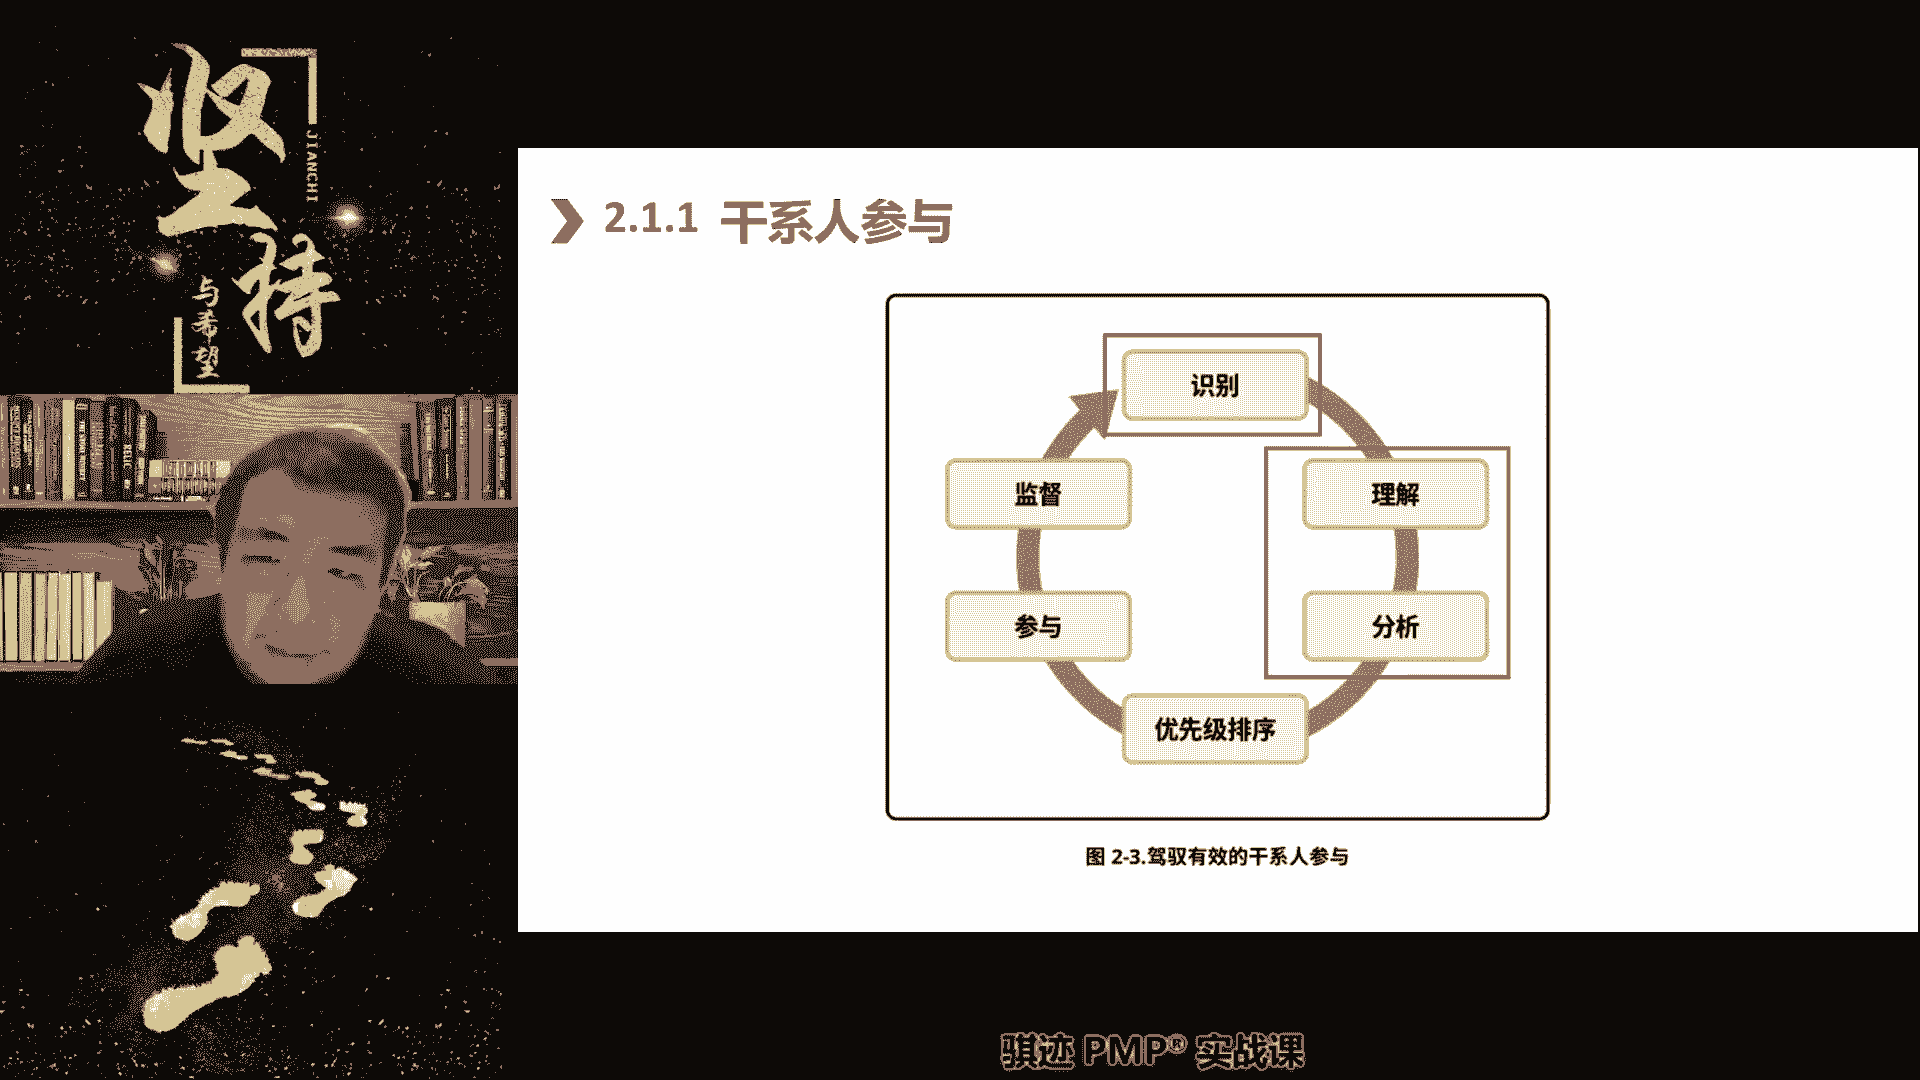 坚持
JIANCHI
与希望
2.1.1 干系人参与
识别
理解
分析
优先级排序
参与
监督
图 2-3.驾驭有效的干系人参与
骐迹 PMP® 实战课